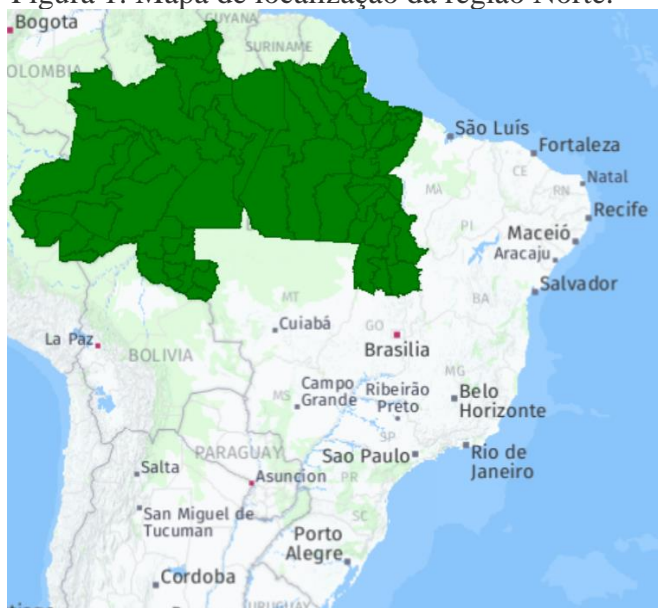 Figura 1: Mapa de localização da região Norte.
Bogota
GUYANA
SURINAME
OLOMBIA
São Luís
Fortaleza
CE
Natal
MA
RN
Recife
PI
Maceió
Aracaju
Salvador
BA
MT
Cuiabá
GO
La Paz
Brasilia
BOLIVIA
MG
Campo
Grande
Ribeirão
Preto
Belo
Horizonte
MS
SP
PARAGUAY
Sao Paulo
Rio de
Janeiro
Salta
Asuncion
PR
San Miguel de
Tucuman
SC
Porto
Alegre
Cordoba
URUGUAY